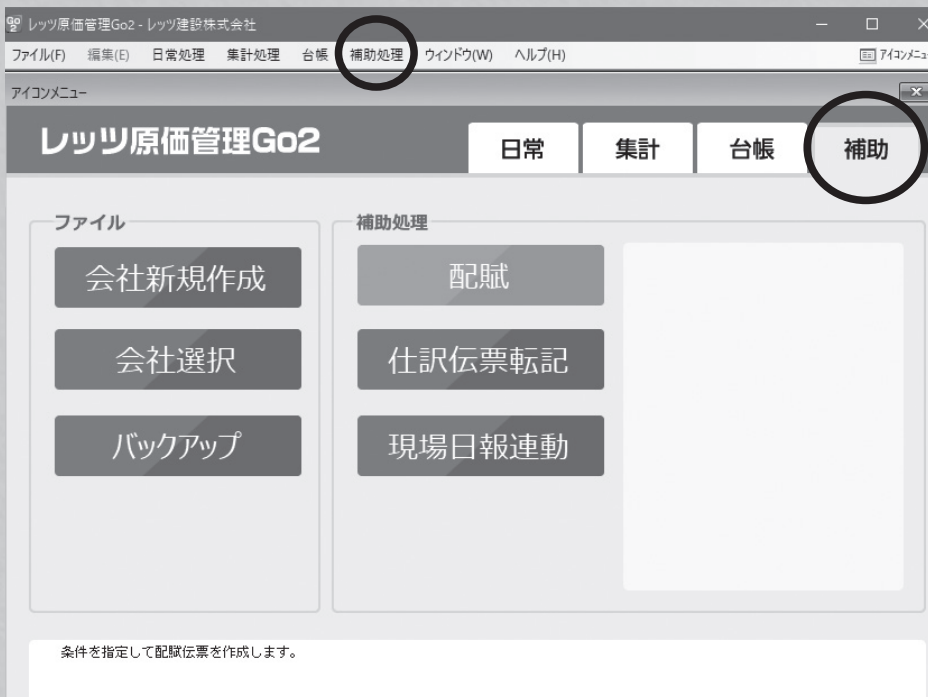 レッツ原価管理Go2 - レッツ建設株式会社
ファイル(F) 編集(E) 日常処理 集計処理 台帳 補助処理 ウィンドウ(W) ヘルプ(H) アイコンメニュー
アイコンメニュー
レッツ原価管理Go2 日常 集計 台帳 補助
ファイル 補助処理
会社新規作成 配賦
会社選択 仕訳伝票転記
バックアップ 現場日報連動
条件を指定して配賦伝票を作成します。